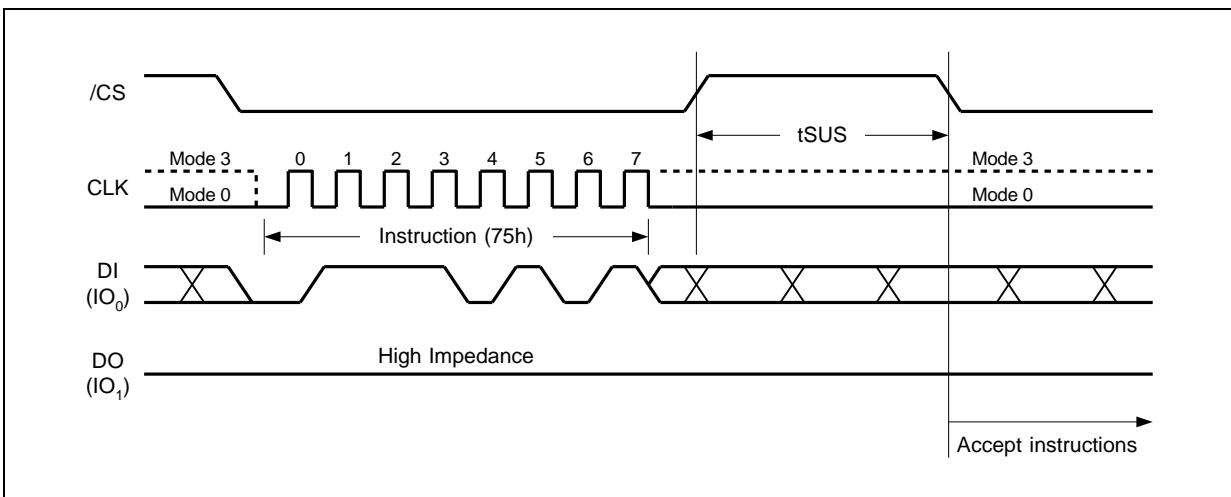 /CS
tSUS
Mode 3 0 1 2 3 4 5 6 7 Mode 3
CLK
Mode 0 Mode 0
Instruction (75h)
DI
(IO0)
High Impedance
DO
(IO1)
Accept instructions